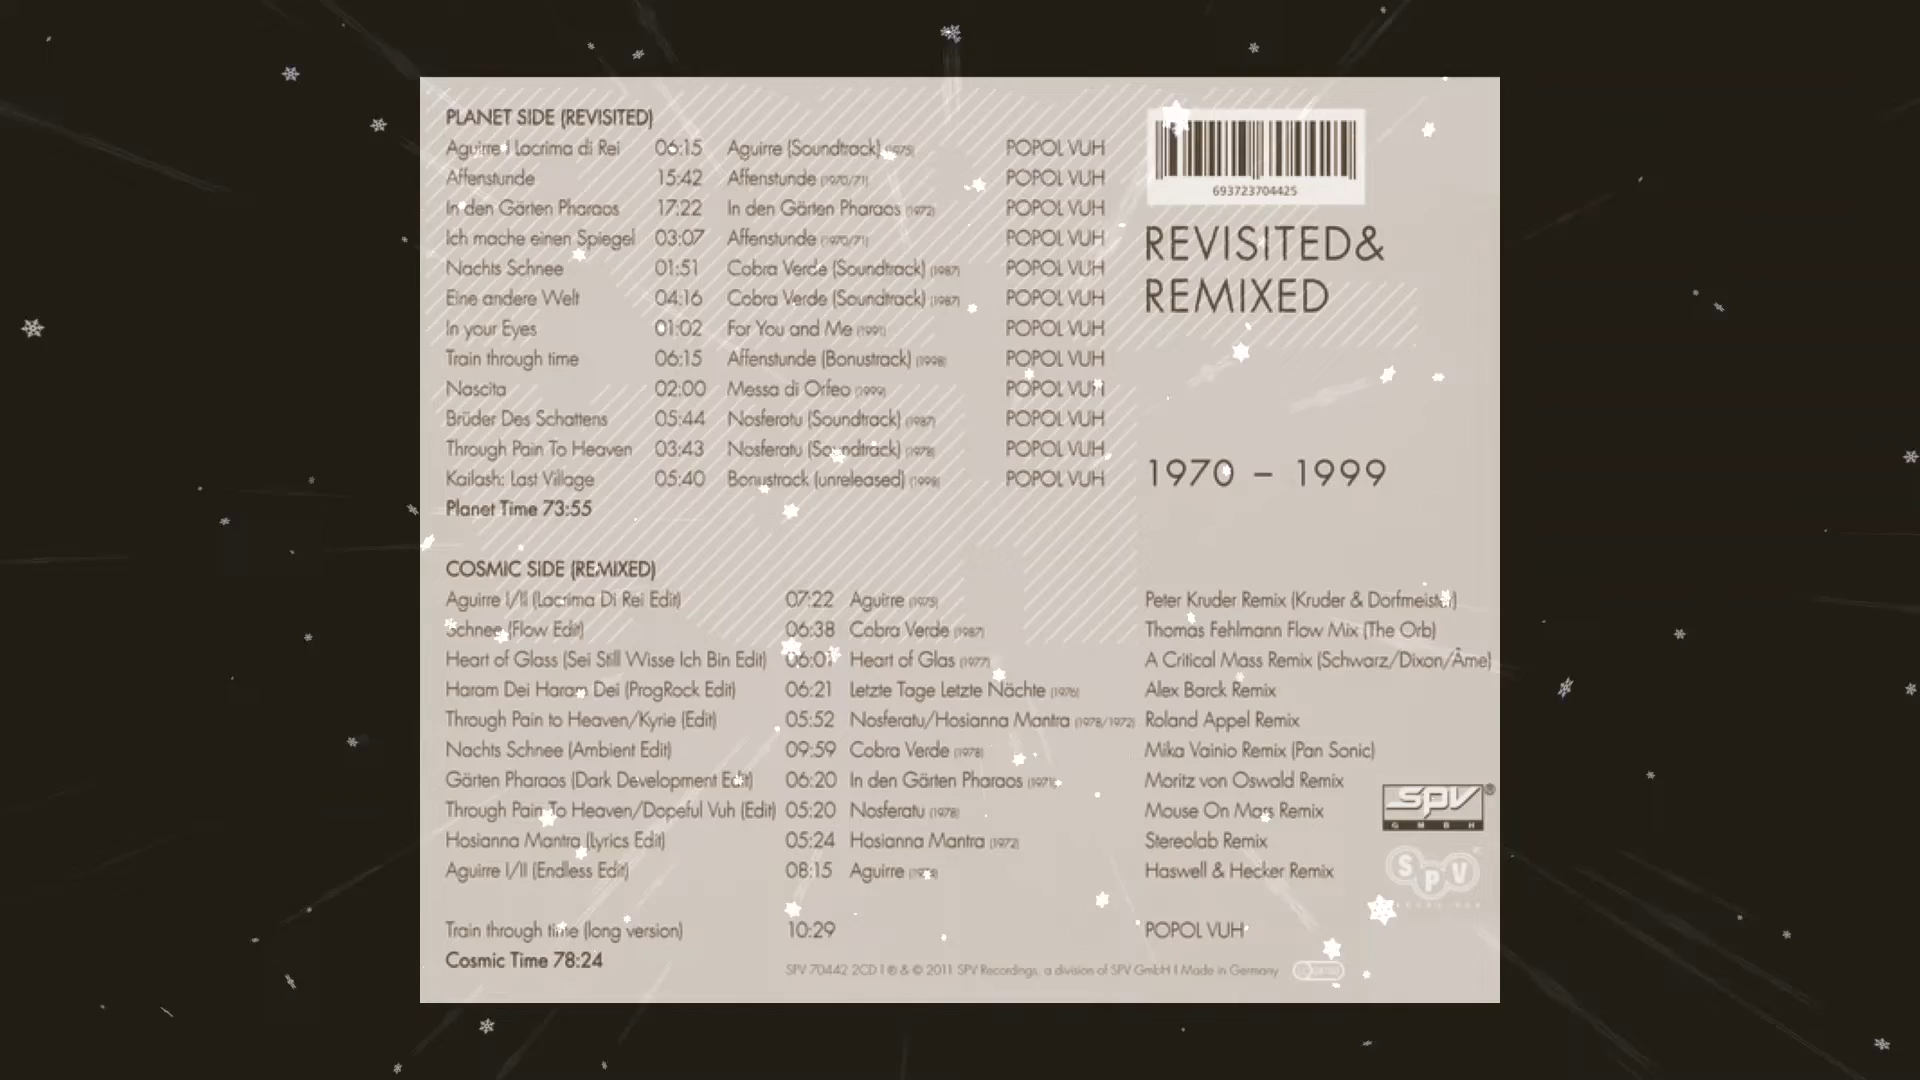 PLANET SIDE (REVISITED)
Aguirre I Lacrima di Rei 06:15 Aguirre (Soundtrack) (1975) POPOL VUH
Affenstunde 15:42 Affenstunde (1970/71) POPOL VUH
In den Gärten Pharaos 17:22 In den Gärten Pharaos (1972) POPOL VUH
Ich mache einen Spiegel 03:07 Affenstunde (1970/71) POPOL VUH
Nachts Schnee 01:51 Cobra Verde (Soundtrack) (1987) POPOL VUH
Eine andere Welt 04:16 Cobra Verde (Soundtrack) (1987) POPOL VUH
In your Eyes 01:02 For You and Me (1991) POPOL VUH
Train through time 06:15 Affenstunde (Bonustrack) (1998) POPOL VUH
Nascita 02:00 Messa di Orfeo (1999) POPOL VUH
Brüder Des Schattens 05:44 Nosferatu (Soundtrack) (1987) POPOL VUH
Through Pain To Heaven 03:43 Nosferatu (Soundtrack) (1978) POPOL VUH
Kailash: Last Village 05:40 Bonustrack (unreleased) (1998) POPOL VUH
Planet Time 73:55
693723704425
REVISITED&
REMIXED
1970 – 1999
COSMIC SIDE (REMIXED)
Aguirre I/II (Lacrima Di Rei Edit) 07:22 Aguirre (1975) Peter Kruder Remix (Kruder & Dorfmeister)
Schnee (Flow Edit) 06:38 Cobra Verde (1987) Thomas Fehlmann Flow Mix (The Orb)
Heart of Glass (Sei Still Wisse Ich Bin Edit) 06:01 Heart of Glas (1977) A Critical Mass Remix (Schwarz/Dixon/Âme)
Haram Dei Haram Dei (ProgRock Edit) 06:21 Letzte Tage Letzte Nächte (1976) Alex Barck Remix
Through Pain to Heaven/Kyrie (Edit) 05:52 Nosferatu/Hosianna Mantra (1978/1972) Roland Appel Remix
Nachts Schnee (Ambient Edit) 09:59 Cobra Verde (1978) Mika Vainio Remix (Pan Sonic)
Gärten Pharaos (Dark Development Edit) 06:20 In den Gärten Pharaos (1971) Moritz von Oswald Remix
Through Pain To Heaven/Dopeful Vuh (Edit) 05:20 Nosferatu (1978) Mouse On Mars Remix
Hosianna Mantra (Lyrics Edit) 05:24 Hosianna Mantra (1972) Stereolab Remix
Aguirre I/II (Endless Edit) 08:15 Aguirre Haswell & Hecker Remix
spv®
GMBH
SPV
Train through time (long version) 10:29 POPOL VUH
Cosmic Time 78:24
SPV 70442 2CD I ℗ & © 2011 SPV Recordings, a division of SPV GmbH I Made in Germany